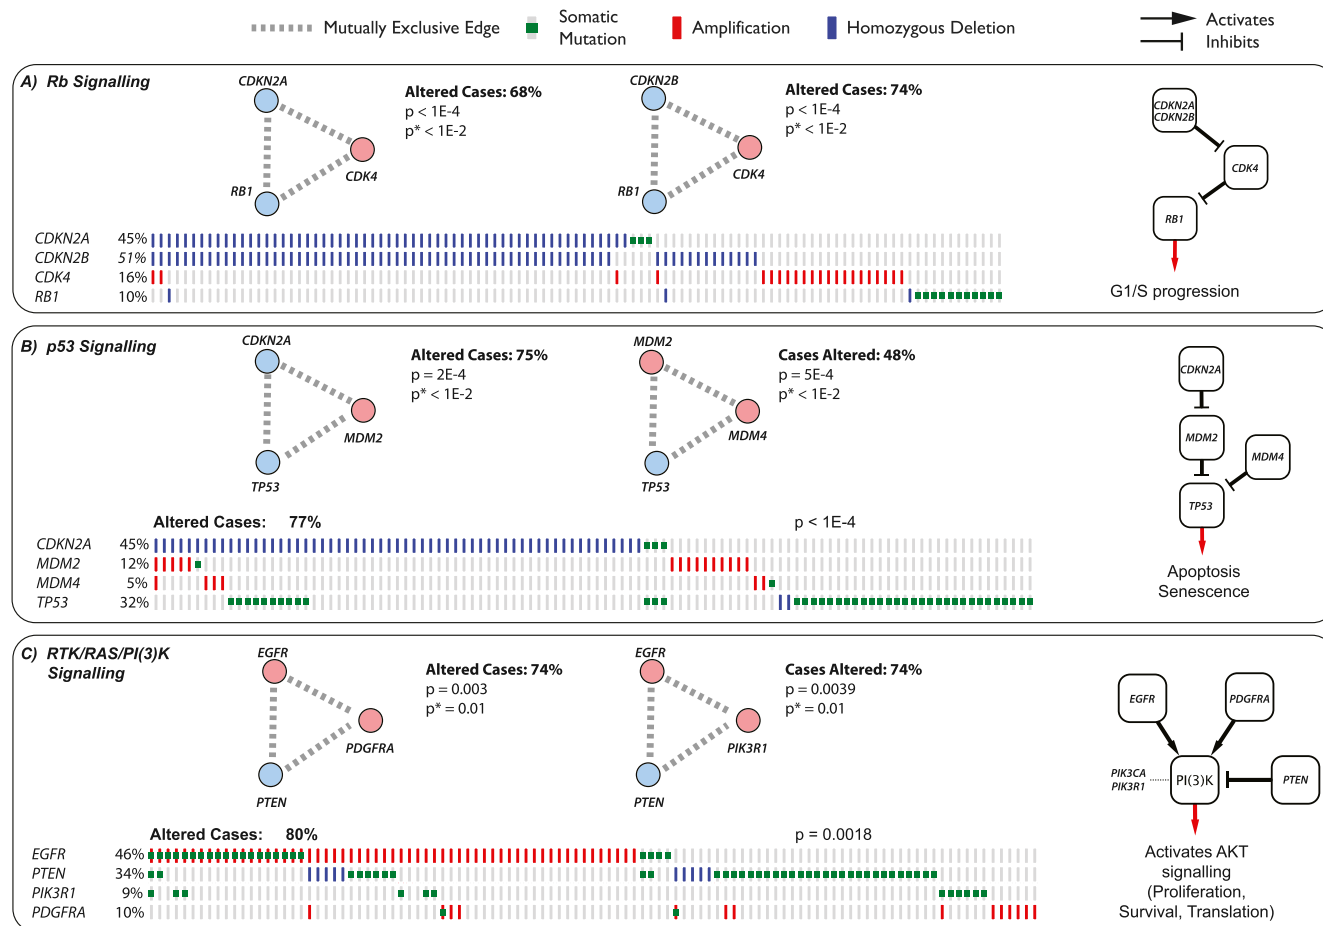 Mutually Exclusive Edge
Somatic
Mutation
Amplification
Homozygous Deletion
Activates
Inhibits
A) Rb Signalling
CDKN2A
CDK4
RB1
Altered Cases: 68%
p < 1E-4
p* < 1E-2
CDKN2B
CDK4
RB1
Altered Cases: 74%
p < 1E-4
p* < 1E-2
CDKN2A 45%
CDKN2B 51%
CDK4 16%
RB1 10%
CDKN2A
CDKN2B
CDK4
RB1
G1/S progression
B) p53 Signalling
CDKN2A
MDM2
TP53
Altered Cases: 75%
p = 2E-4
p* < 1E-2
MDM2
MDM4
TP53
Cases Altered: 48%
p = 5E-4
p* < 1E-2
Altered Cases: 77%
p < 1E-4
CDKN2A 45%
MDM2 12%
MDM4 5%
TP53 32%
CDKN2A
MDM2
MDM4
TP53
Apoptosis
Senescence
C) RTK/RAS/PI(3)K
Signalling
EGFR
PDGFRA
PTEN
Altered Cases: 74%
p = 0.003
p* = 0.01
EGFR
PIK3R1
PTEN
Cases Altered: 74%
p = 0.0039
p* = 0.01
Altered Cases: 80%
p = 0.0018
EGFR 46%
PTEN 34%
PIK3R1 9%
PDGFRA 10%
EGFR
PDGFRA
PIK3CA
PIK3R1
PI(3)K
PTEN
Activates AKT
signalling
(Proliferation,
Survival, Translation)